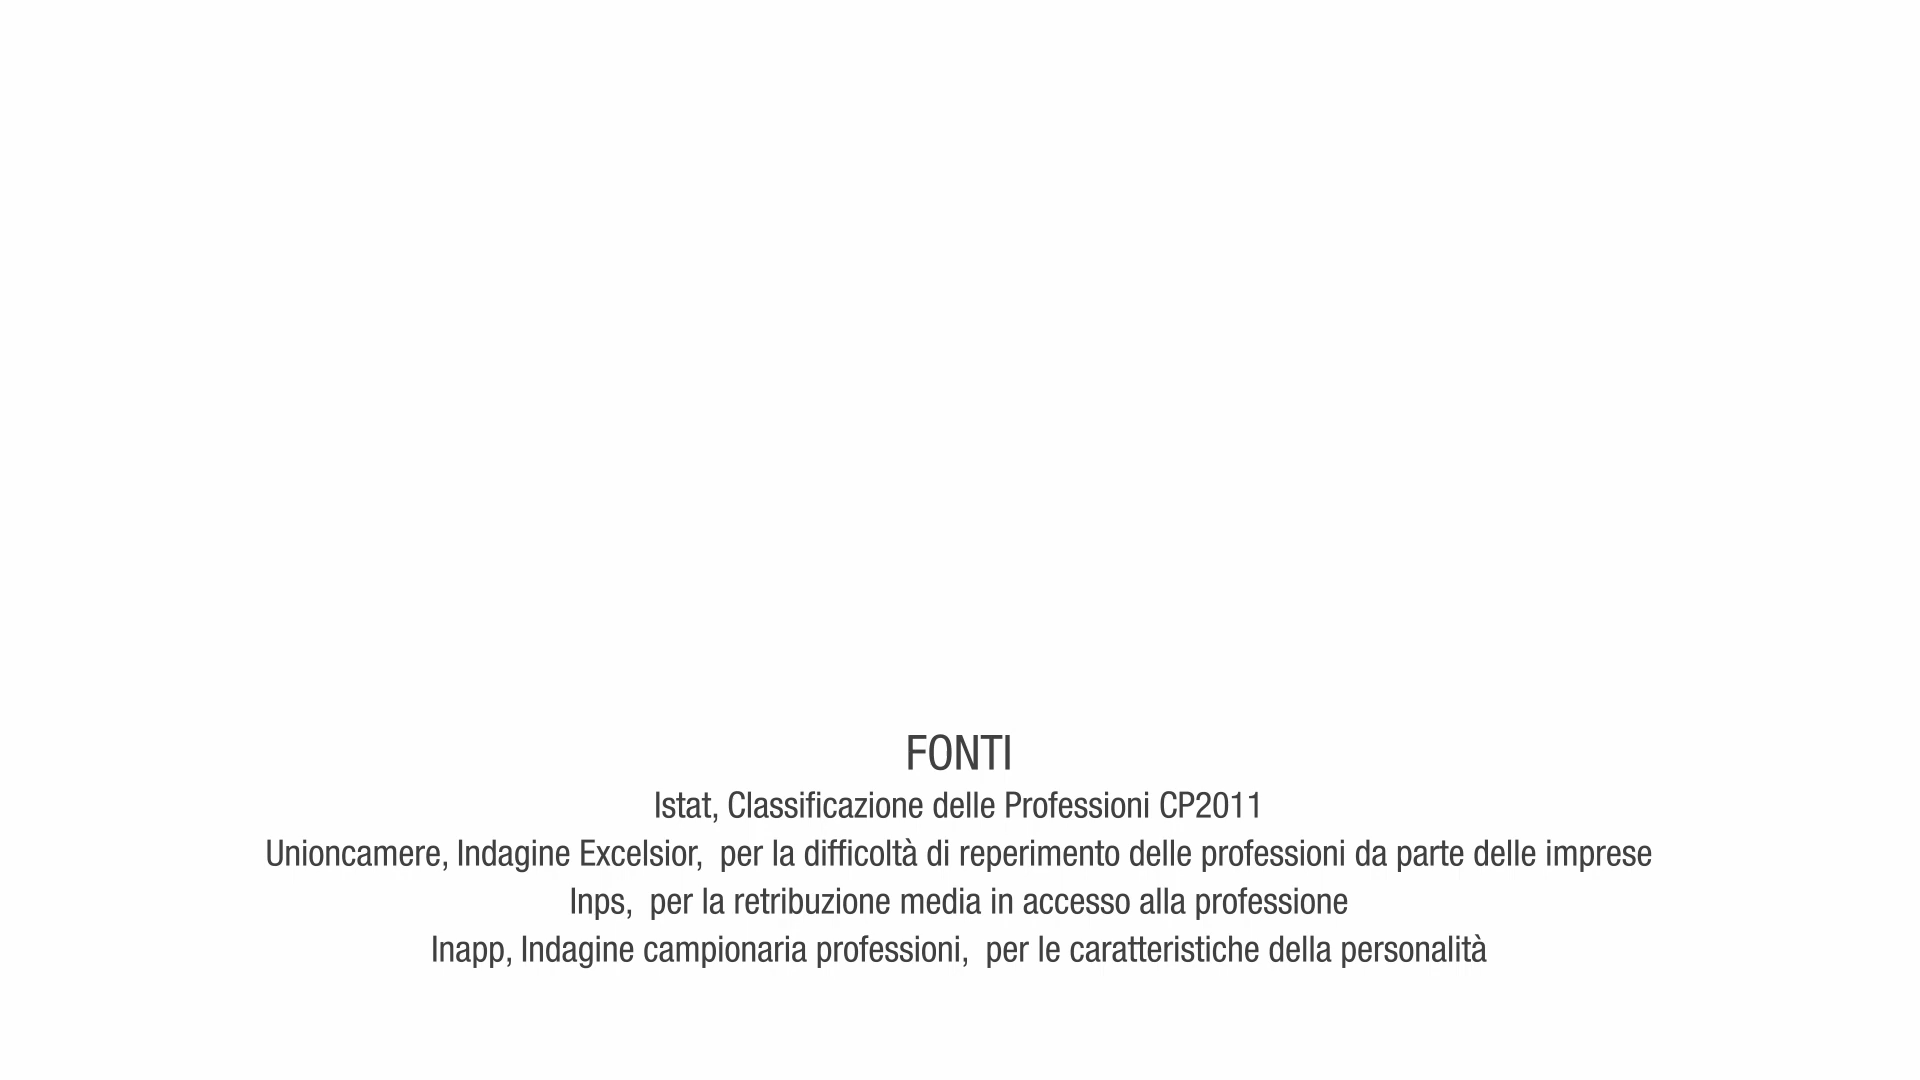 FONTI
Istat, Classificazione delle Professioni CP2011
Unioncamere, Indagine Excelsior,  per la difficoltà di reperimento delle professioni da parte delle imprese
Inps,  per la retribuzione media in accesso alla professione
Inapp, Indagine campionaria professioni,  per le caratteristiche della personalità